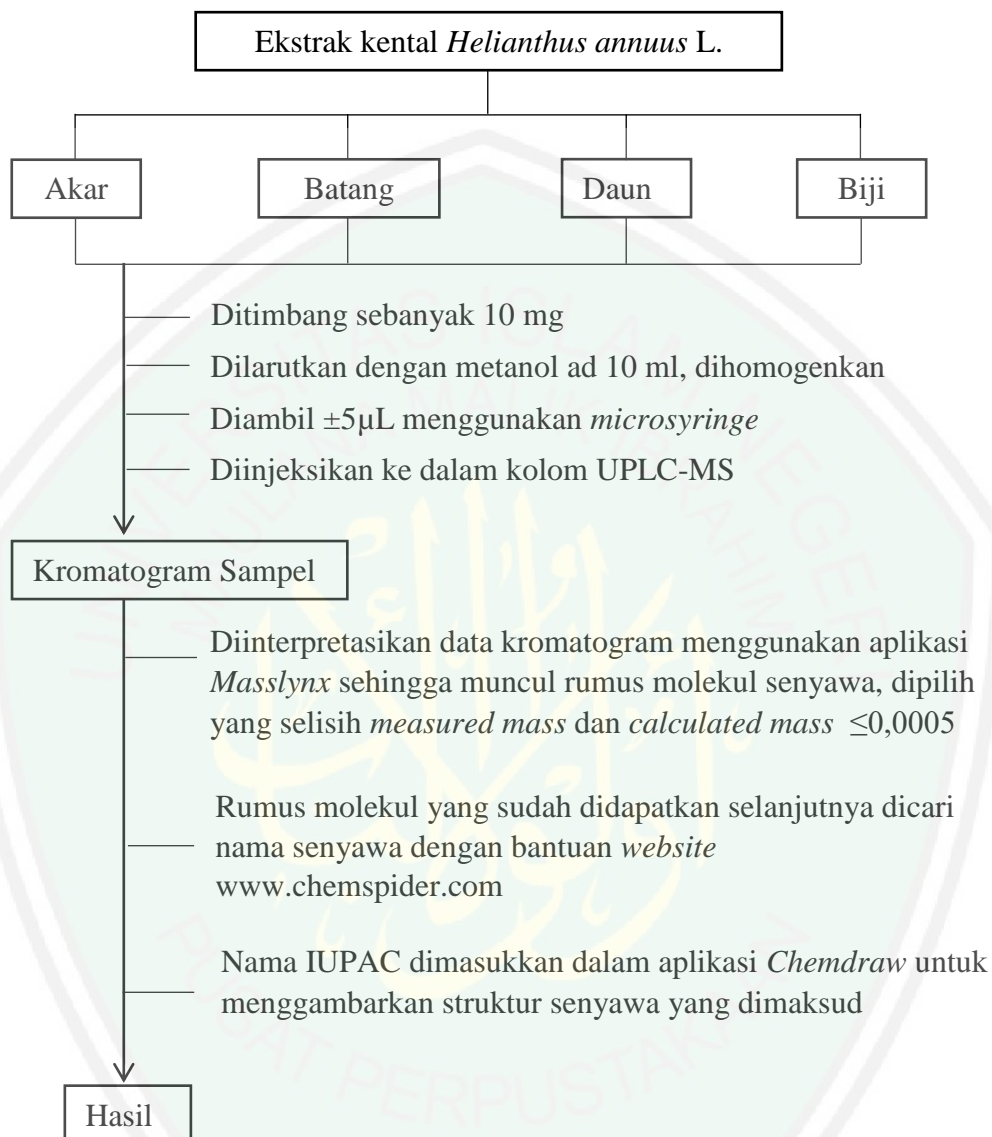 Ekstrak kental Helianthus annuus L.
Akar
Batang
Daun
Biji
Ditimbang sebanyak 10 mg
Dilarutkan dengan metanol ad 10 ml, dihomogenkan
Diambil ±5µL menggunakan microsyringe
Diinjeksikan ke dalam kolom UPLC-MS
Kromatogram Sampel
Diinterpretasikan data kromatogram menggunakan aplikasi
Masslynx sehingga muncul rumus molekul senyawa, dipilih
yang selisih measured mass dan calculated mass ≤0,0005
Rumus molekul yang sudah didapatkan selanjutnya dicari
nama senyawa dengan bantuan website
www.chemspider.com
Nama IUPAC dimasukkan dalam aplikasi Chemdraw untuk
menggambarkan struktur senyawa yang dimaksud
Hasil